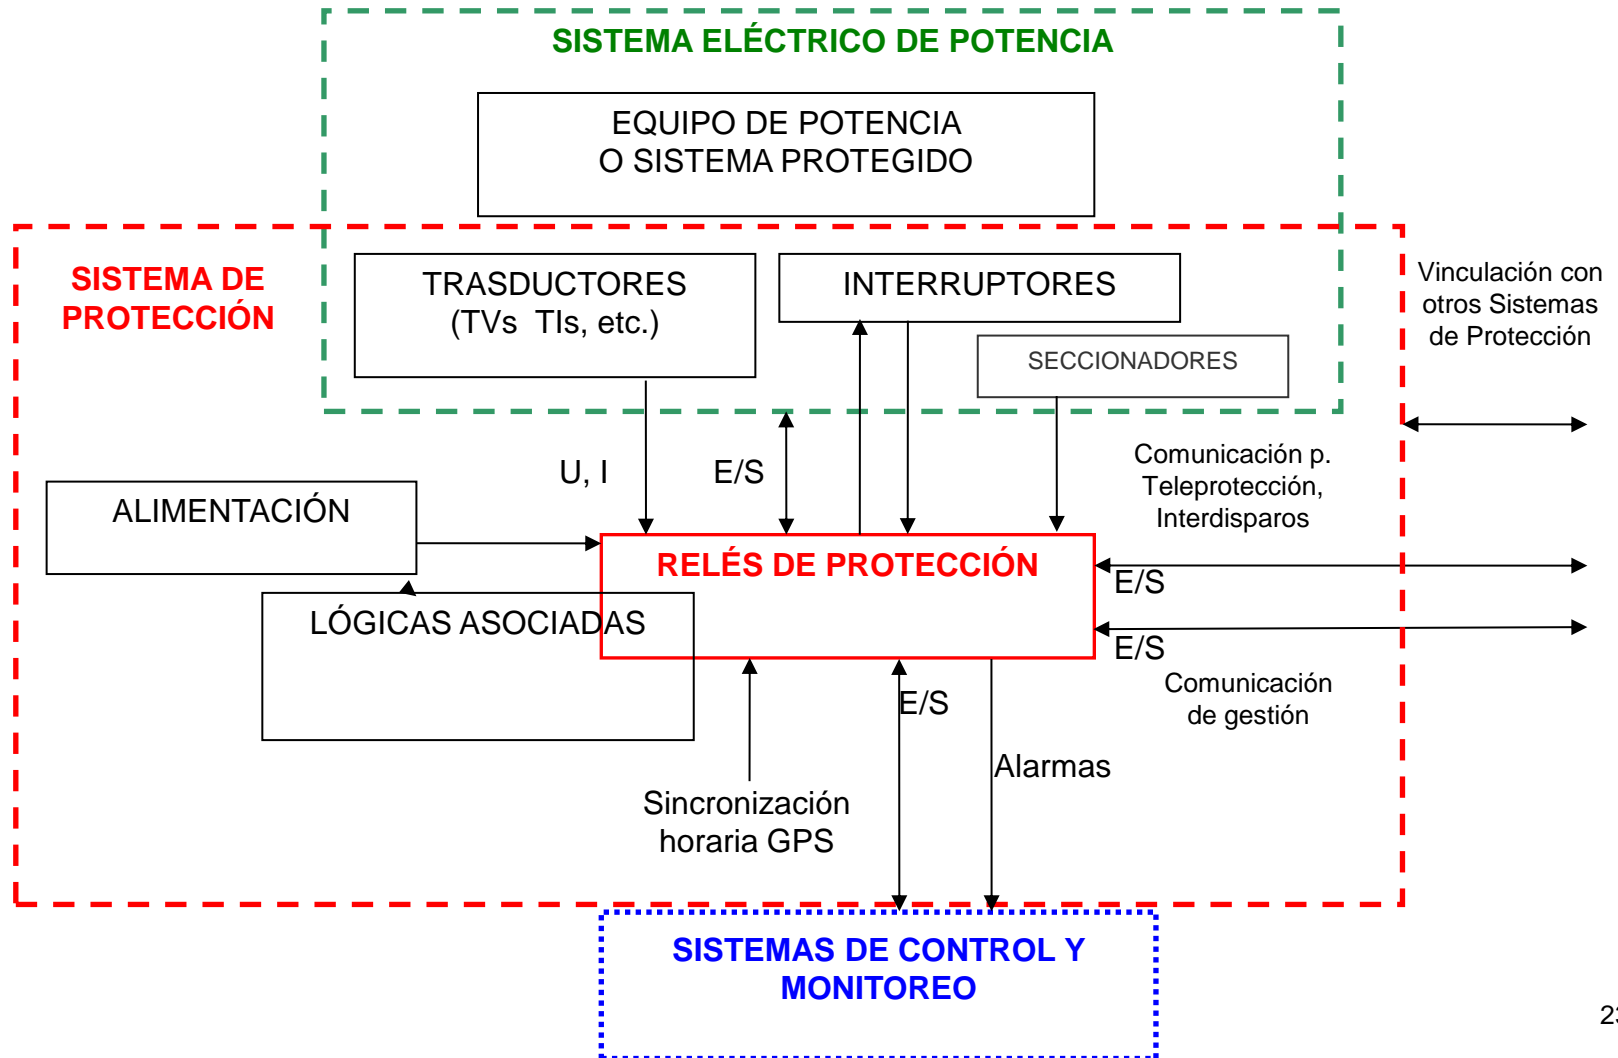 SISTEMA ELÉCTRICO DE POTENCIA
EQUIPO DE POTENCIA
O SISTEMA PROTEGIDO
SISTEMA DE
PROTECCIÓN
TRASDUCTORES
(TVs TIs, etc.)
INTERRUPTORES
SECCIONADORES
Vinculación con
otros Sistemas
de Protección
U, I
E/S
Comunicación p.
Teleprotección,
Interdisparos
ALIMENTACIÓN
RELÉS DE PROTECCIÓN
E/S
LÓGICAS ASOCIADAS
E/S
E/S
Comunicación
de gestión
Alarmas
Sincronización
horaria GPS
SISTEMAS DE CONTROL Y
MONITOREO
23